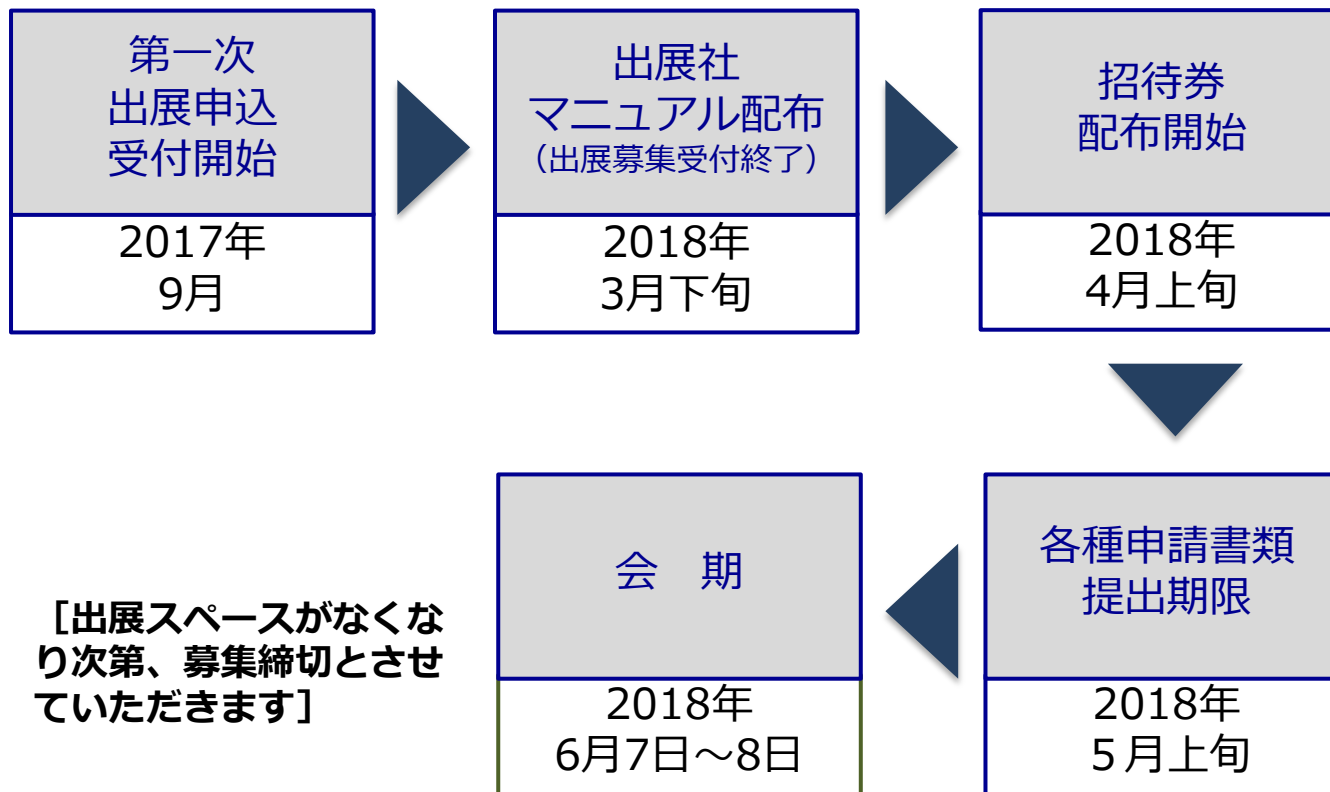 第一次
出展申込
受付開始
2017年
9月
出展社
マニュアル配布
（出展募集受付終了）
2018年
3月下旬
招待券
配布開始
2018年
4月上旬
各種申請書類
提出期限
2018年
５月上旬
会　期
2018年
6月7日～8日
［出展スペースがなくな
り次第、募集締切とさせ
ていただきます］